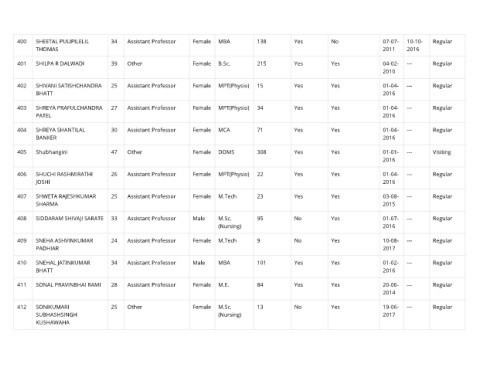 400 SHEETAL PULIPILELIL THOMAS 34 Assistant Professor Female MBA 138 Yes No 07-07-2011 10-10-2016 Regular
401 SHILPA R DALWADI 39 Other Female B.Sc. 215 Yes Yes 04-02-2010 --- Regular
402 SHIVANI SATISHCHANDRA BHATT 25 Assistant Professor Female MPT(Physio) 15 Yes Yes 01-04-2016 --- Regular
403 SHREYA PRAFULCHANDRA PATEL 27 Assistant Professor Female MPT(Physio) 34 Yes Yes 01-04-2016 --- Regular
404 SHREYA SHANTILAL BANKER 30 Assistant Professor Female MCA 71 Yes Yes 01-04-2016 --- Regular
405 Shubhangini 47 Other Female DOMS 308 Yes Yes 01-01-2016 --- Visiting
406 SHUCHI RASHMIRATHI JOSHI 26 Assistant Professor Female MPT(Physio) 22 Yes Yes 01-04-2016 --- Regular
407 SHWETA RAJESHKUMAR SHARMA 25 Assistant Professor Female M.Tech 23 Yes Yes 03-08-2015 --- Regular
408 SIDDARAM SHIVAJI SARATE 33 Assistant Professor Male M.Sc. (Nursing) 95 No Yes 01-07-2016 --- Regular
409 SNEHA ASHVINKUMAR PADHIAR 24 Assistant Professor Female M.Tech 9 No Yes 10-08-2017 --- Regular
410 SNEHAL JATINKUMAR BHATT 34 Assistant Professor Male MBA 101 Yes Yes 01-02-2016 --- Regular
411 SONAL PRAVINBHAI RAMI 28 Assistant Professor Female M.E. 84 Yes Yes 20-06-2014 --- Regular
412 SONIKUMARI SUBHASHSINGH KUSHAWAHA 25 Other Female M.Sc. (Nursing) 13 No Yes 19-06-2017 --- Regular